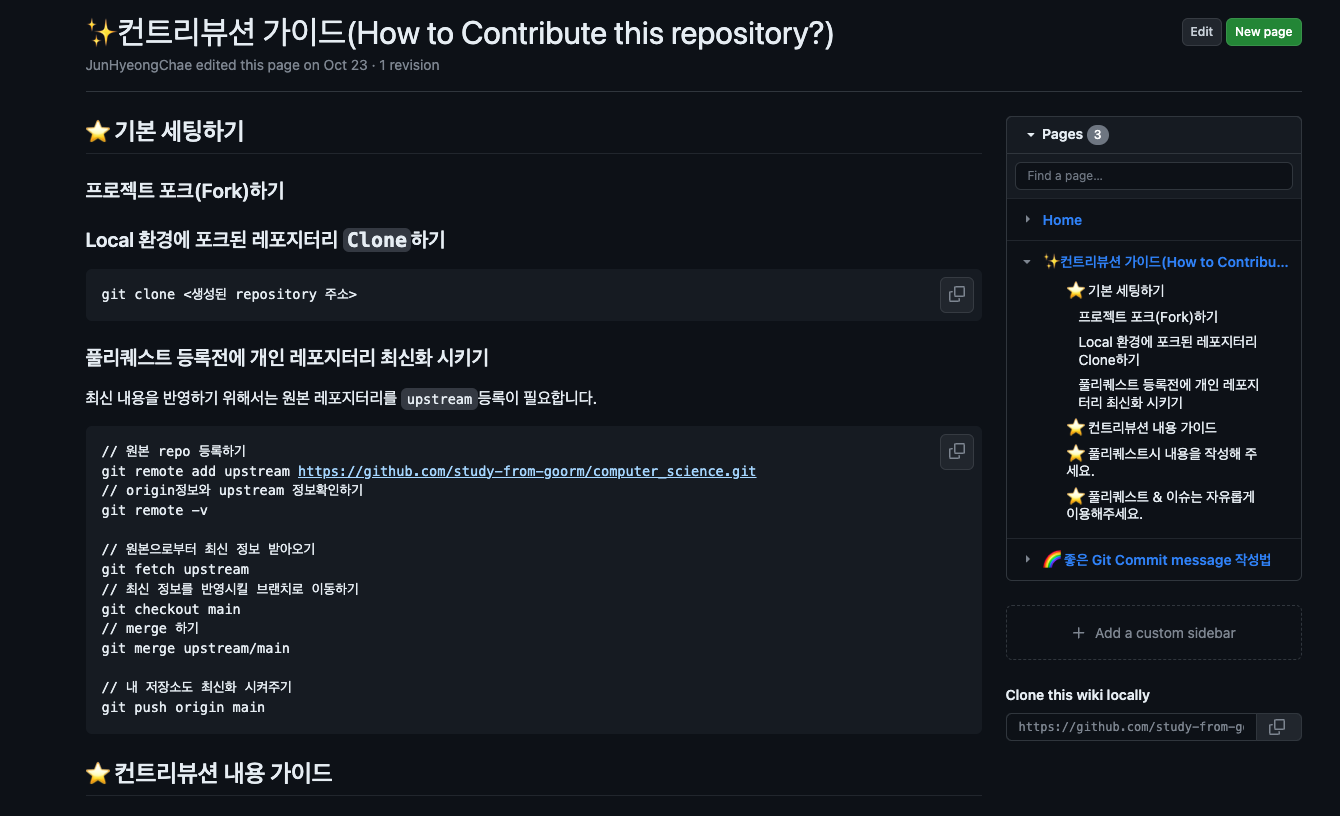 ✨컨트리뷰션 가이드(How to Contribute this repository?)
Edit
New page
JunHyeongChae edited this page on Oct 23 · 1 revision
⭐ 기본 세팅하기
프로젝트 포크(Fork)하기
Local 환경에 포크된 레포지터리 Clone하기
git clone <생성된 repository 주소>
풀리퀘스트 등록전에 개인 레포지터리 최신화 시키기
최신 내용을 반영하기 위해서는 원본 레포지터리를 upstream등록이 필요합니다.
// 원본 repo 등록하기
git remote add upstream https://github.com/study-from-goorm/computer_science.git
// origin정보와 upstream 정보확인하기
git remote -v
// 원본으로부터 최신 정보 받아오기
git fetch upstream
// 최신 정보를 반영시킬 브랜치로 이동하기
git checkout main
// merge 하기
git merge upstream/main
// 내 저장소도 최신화 시켜주기
git push origin main
⭐ 컨트리뷰션 내용 가이드
Pages 3
Find a page...
Home
✨컨트리뷰션 가이드(How to Contribu...
⭐ 기본 세팅하기
프로젝트 포크(Fork)하기
Local 환경에 포크된 레포지터리
Clone하기
풀리퀘스트 등록전에 개인 레포지
터리 최신화 시키기
⭐ 컨트리뷰션 내용 가이드
⭐ 풀리퀘스트시 내용을 작성해 주
세요.
⭐ 풀리퀘스트 & 이슈는 자유롭게
이용해주세요.
🌈 좋은 Git Commit message 작성법
+ Add a custom sidebar
Clone this wiki locally
https://github.com/study-from-go